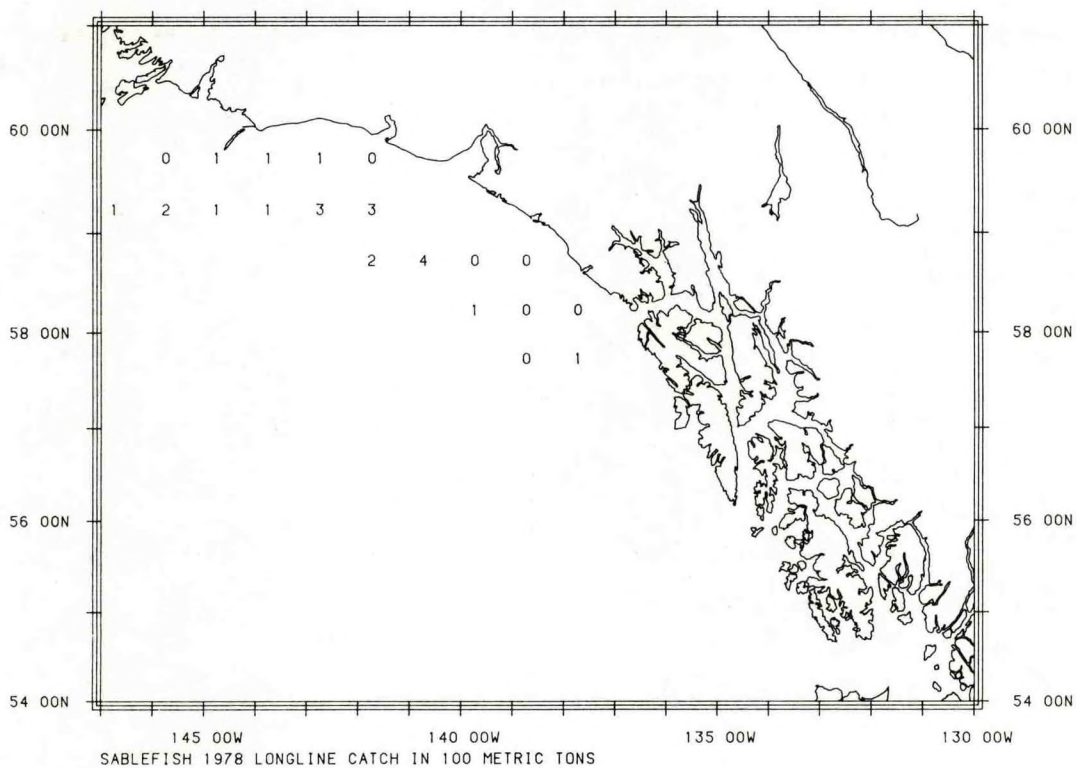 60 00N 60 00N
0 1 1 1 0
1 2 1 1 3 3
2 4 0 0
1 0 0
58 00N 58 00N
0 1
56 00N 56 00N
54 00N 54 00N
145 00W 140 00W 135 00W 130 00W
SABLEFISH 1978 LONGLINE CATCH IN 100 METRIC TONS